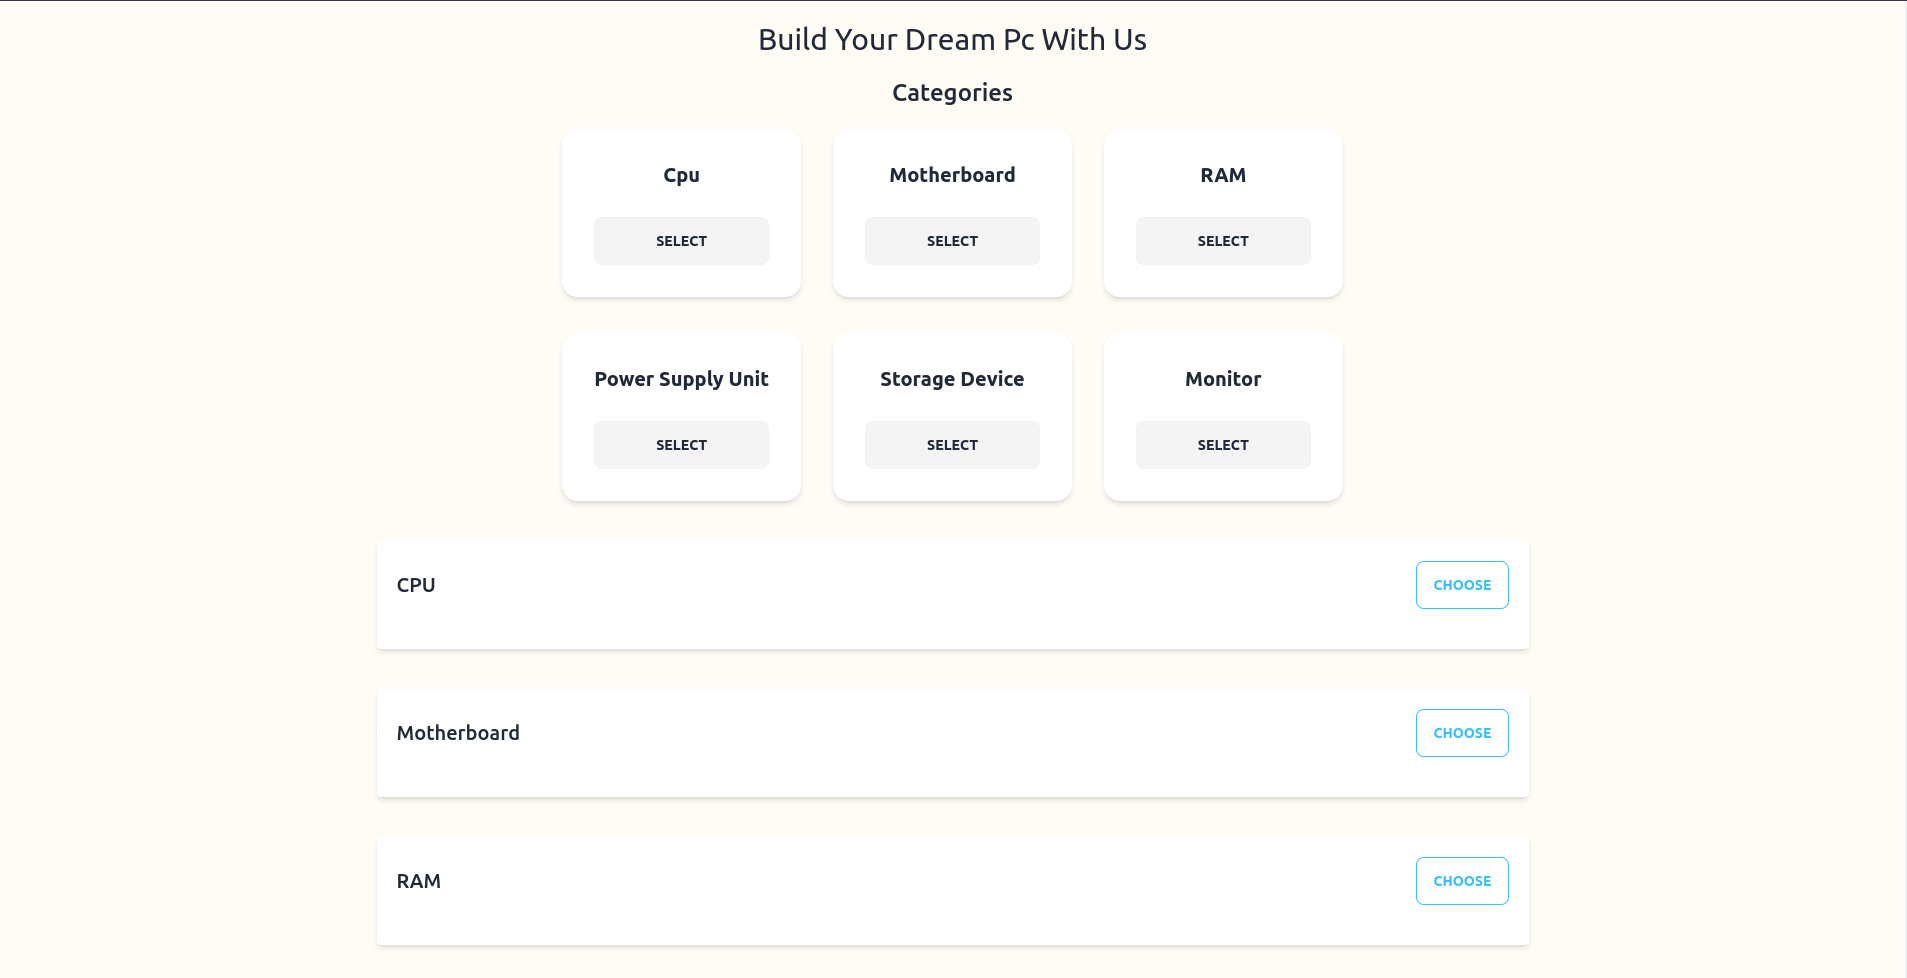 Build Your Dream Pc With Us
Categories
Cpu
Motherboard
RAM
SELECT
SELECT
SELECT
Power Supply Unit
Storage Device
Monitor
SELECT
SELECT
SELECT
CPU
CHOOSE
Motherboard
CHOOSE
RAM
CHOOSE